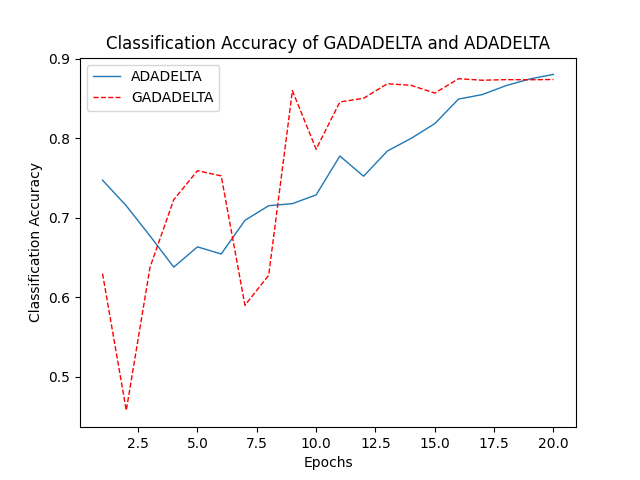 Classification Accuracy of GADADELTA and ADADELTA
ADADELTA
GADADELTA
0.9
0.8
0.7
0.6
0.5
Classification Accuracy
2.5 5.0 7.5 10.0 12.5 15.0 17.5 20.0
Epochs